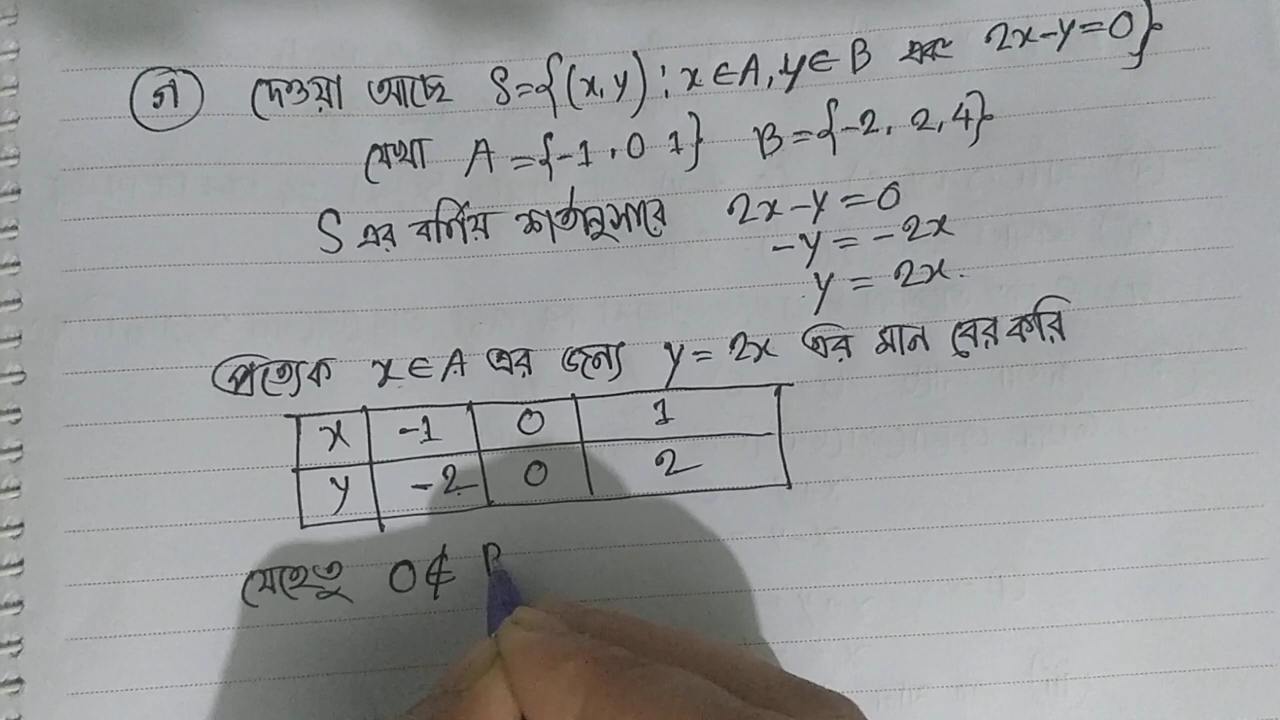 গ দেওয়া আছে S={(x,y) : x∈A, y∈B এবং 2x-y=0}
যেথা A={-1, 0 1} B={-2, 2, 4}
S এর বর্ণিয় শর্তানুসারে 2x-y=0
-y=-2x
y=2x.
প্রত্যেক x∈A এর জন্য y=2x এর মান বের করি
x -1 0 1
y -2 0 2
যেহেতু 0∉